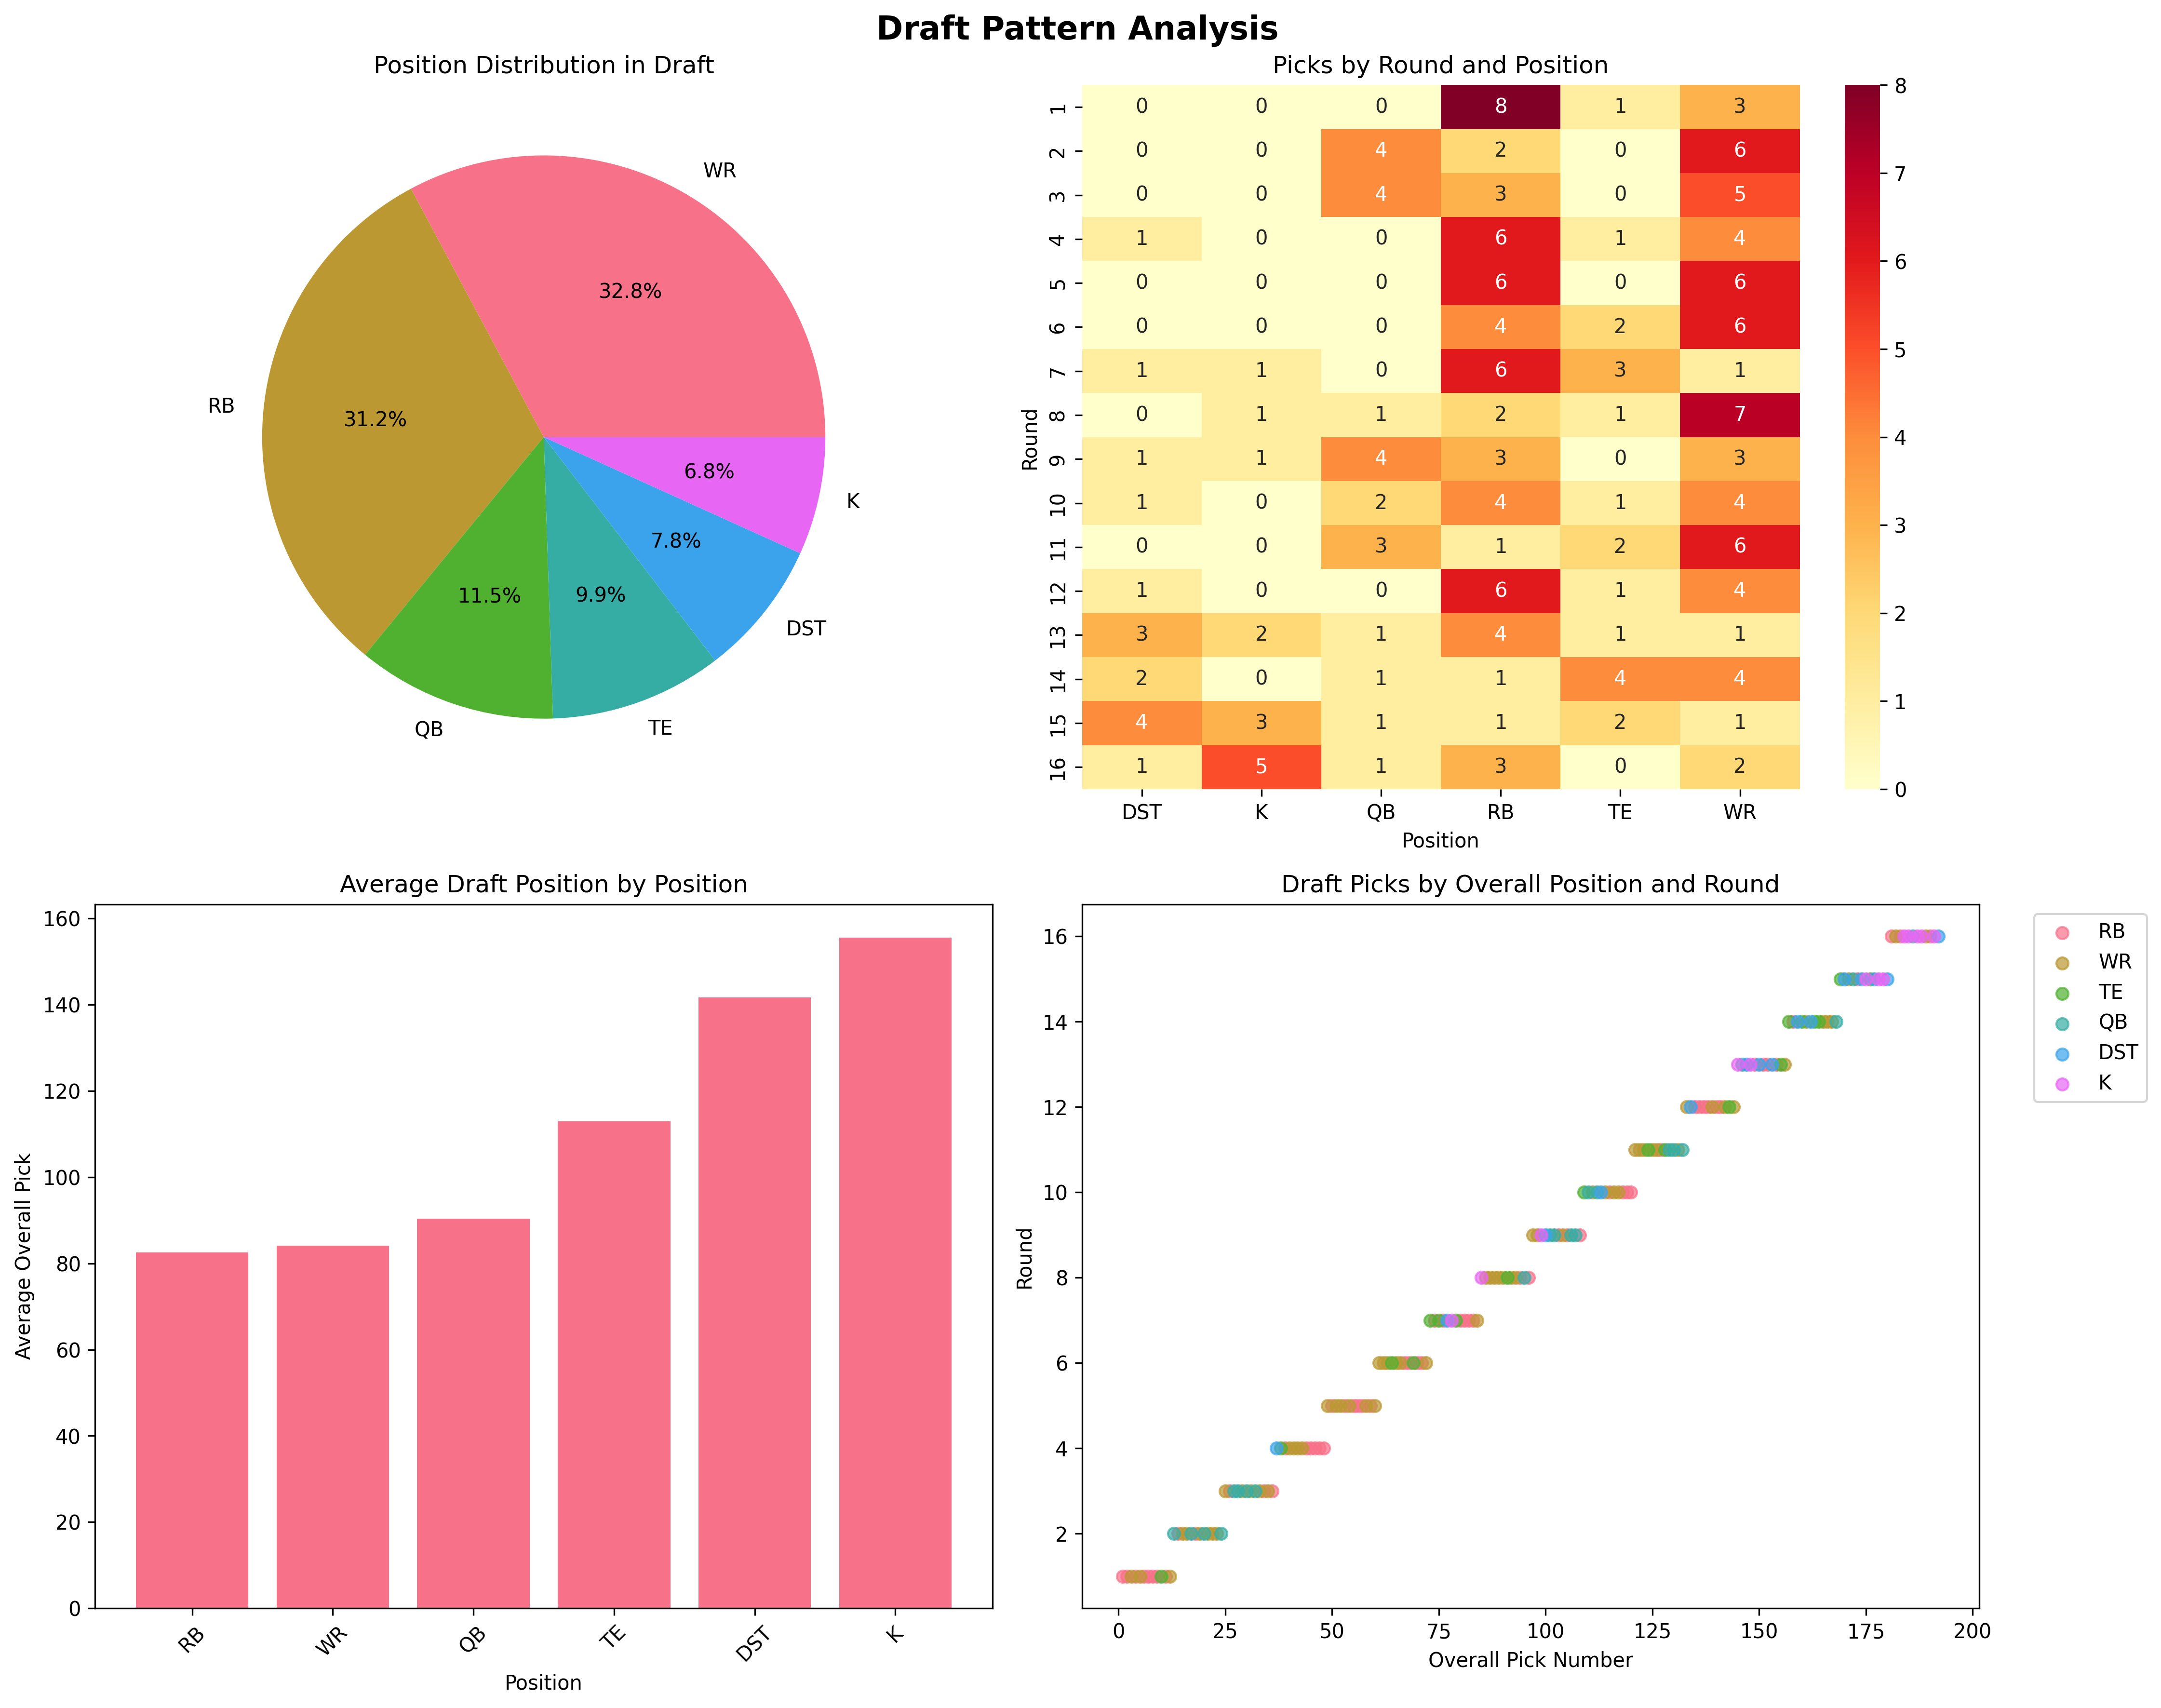 Draft Pattern Analysis
Position Distribution in Draft
WR
32.8%
RB
31.2%
6.8%
K
7.8%
11.5%
9.9%
DST
QB
TE
Picks by Round and Position
1 0 0 0 8 1 3
2 0 0 4 2 0 6
3 0 0 4 3 0 5
4 1 0 0 6 1 4
5 0 0 0 6 0 6
6 0 0 0 4 2 6
7 1 1 0 6 3 1
8 0 1 1 2 1 7
9 1 1 4 3 0 3
10 1 0 2 4 1 4
11 0 0 3 1 2 6
12 1 0 0 6 1 4
13 3 2 1 4 1 1
14 2 0 1 1 4 4
15 4 3 1 1 2 1
16 1 5 1 3 0 2
Round
DST K QB RB TE WR
Position
8
7
6
5
4
3
2
1
0
Average Draft Position by Position
160
140
120
100
80
60
40
20
0
Average Overall Pick
RB WR QB TE DST K
Position
Draft Picks by Overall Position and Round
16
14
12
10
8
6
4
2
Round
0 25 50 75 100 125 150 175 200
Overall Pick Number
RB
WR
TE
QB
DST
K